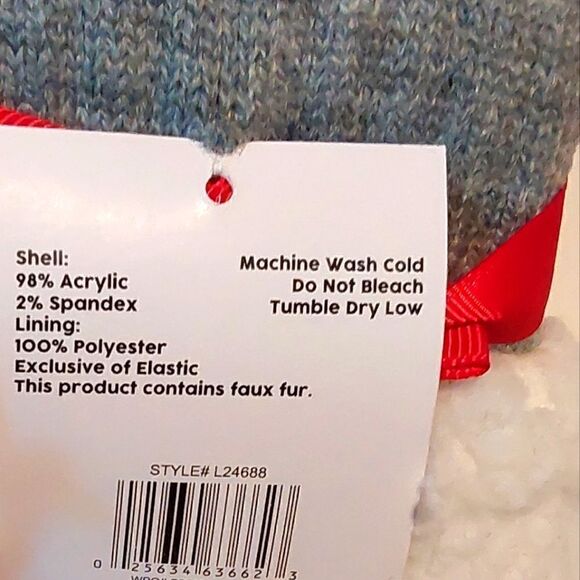 Shell:
98% Acrylic
2% Spandex
Lining:
100% Polyester
Exclusive of Elastic
This product contains faux fur.
Machine Wash Cold
Do Not Bleach
Tumble Dry Low
STYLE# L24688
0 25634 63662 3